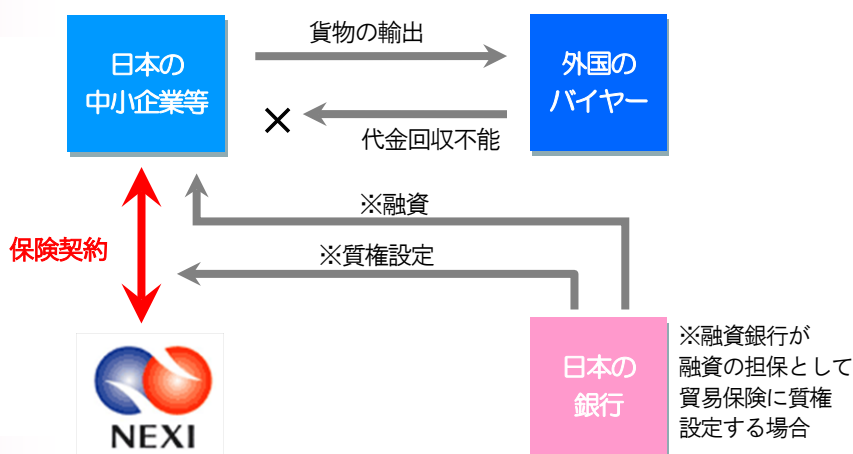 貨物の輸出
日本の
中小企業等
外国の
バイヤー
×
代金回収不能
※融資
保険契約
※質権設定
日本の
銀行
※融資銀行が
融資の担保として
貿易保険に質権
設定する場合
NEXI